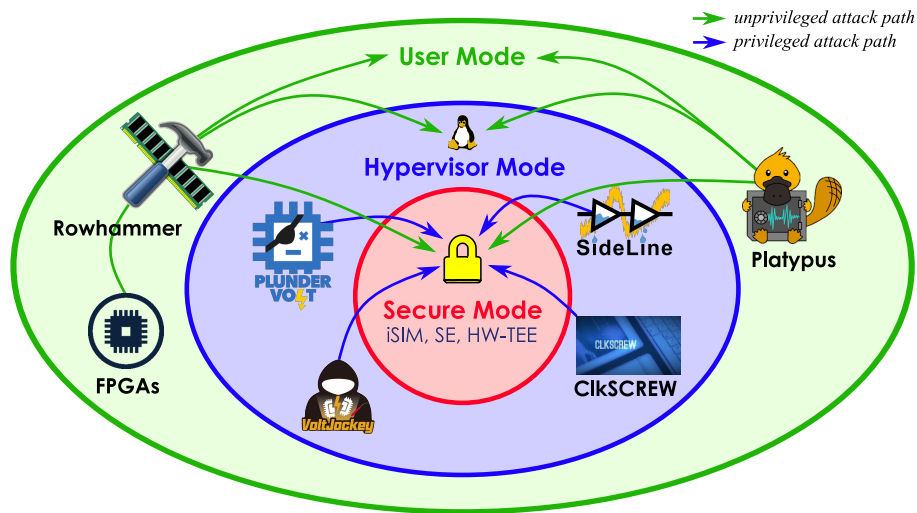 unprivileged attack path
privileged attack path
User Mode
Hypervisor Mode
Rowhammer
SideLine
Platypus
PLUNDER
VOLT
Secure Mode
iSIM, SE, HW-TEE
CLKSCREW
FPGAs
ClkSCREW
VoltJockey